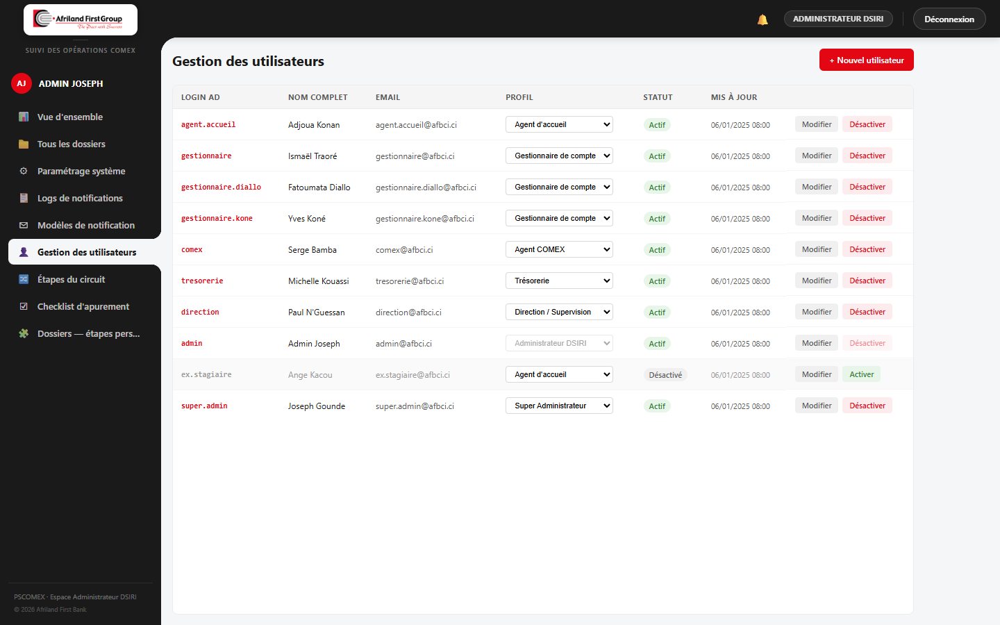 Afriland First Group
The Pact with Success
SUIVI DES OPÉRATIONS COMEX
ADMINISTRATEUR DSIRI
Déconnexion
AJ ADMIN JOSEPH
Vue d'ensemble
Tous les dossiers
Paramétrage système
Logs de notifications
Modèles de notification
Gestion des utilisateurs
Étapes du circuit
Checklist d'apurement
Dossiers — étapes pers...
PSCOMEX · Espace Administrateur DSIRI
© 2026 Afriland First Bank
Gestion des utilisateurs
+ Nouvel utilisateur
LOGIN AD NOM COMPLET EMAIL PROFIL STATUT MIS À JOUR
agent.accueil Adjoua Konan agent.accueil@afbci.ci Agent d'accueil Actif 06/01/2025 08:00 Modifier Désactiver
gestionnaire Ismaël Traoré gestionnaire@afbci.ci Gestionnaire de compte Actif 06/01/2025 08:00 Modifier Désactiver
gestionnaire.diallo Fatoumata Diallo gestionnaire.diallo@afbci.ci Gestionnaire de compte Actif 06/01/2025 08:00 Modifier Désactiver
gestionnaire.kone Yves Koné gestionnaire.kone@afbci.ci Gestionnaire de compte Actif 06/01/2025 08:00 Modifier Désactiver
comex Serge Bamba comex@afbci.ci Agent COMEX Actif 06/01/2025 08:00 Modifier Désactiver
tresorerie Michelle Kouassi tresorerie@afbci.ci Trésorerie Actif 06/01/2025 08:00 Modifier Désactiver
direction Paul N'Guessan direction@afbci.ci Direction / Supervision Actif 06/01/2025 08:00 Modifier Désactiver
admin Admin Joseph admin@afbci.ci Administrateur DSIRI Actif 06/01/2025 08:00 Modifier Désactiver
ex.stagiaire Ange Kacou ex.stagiaire@afbci.ci Agent d'accueil Désactivé 06/01/2025 08:00 Modifier Activer
super.admin Joseph Gounde super.admin@afbci.ci Super Administrateur Actif 06/01/2025 08:00 Modifier Désactiver